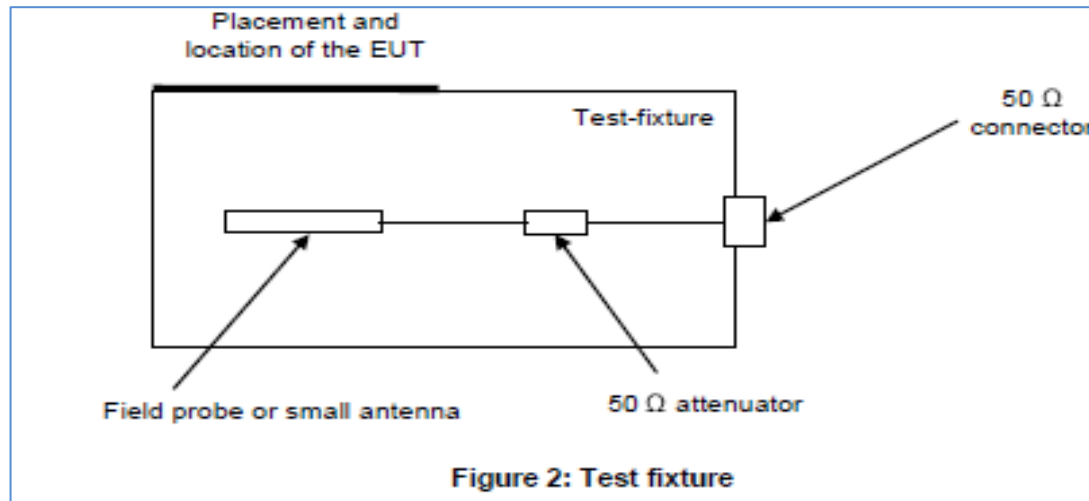 Placement and
location of the EUT
Test-fixture
50 Ω
connector
Field probe or small antenna
50 Ω attenuator
Figure 2: Test fixture